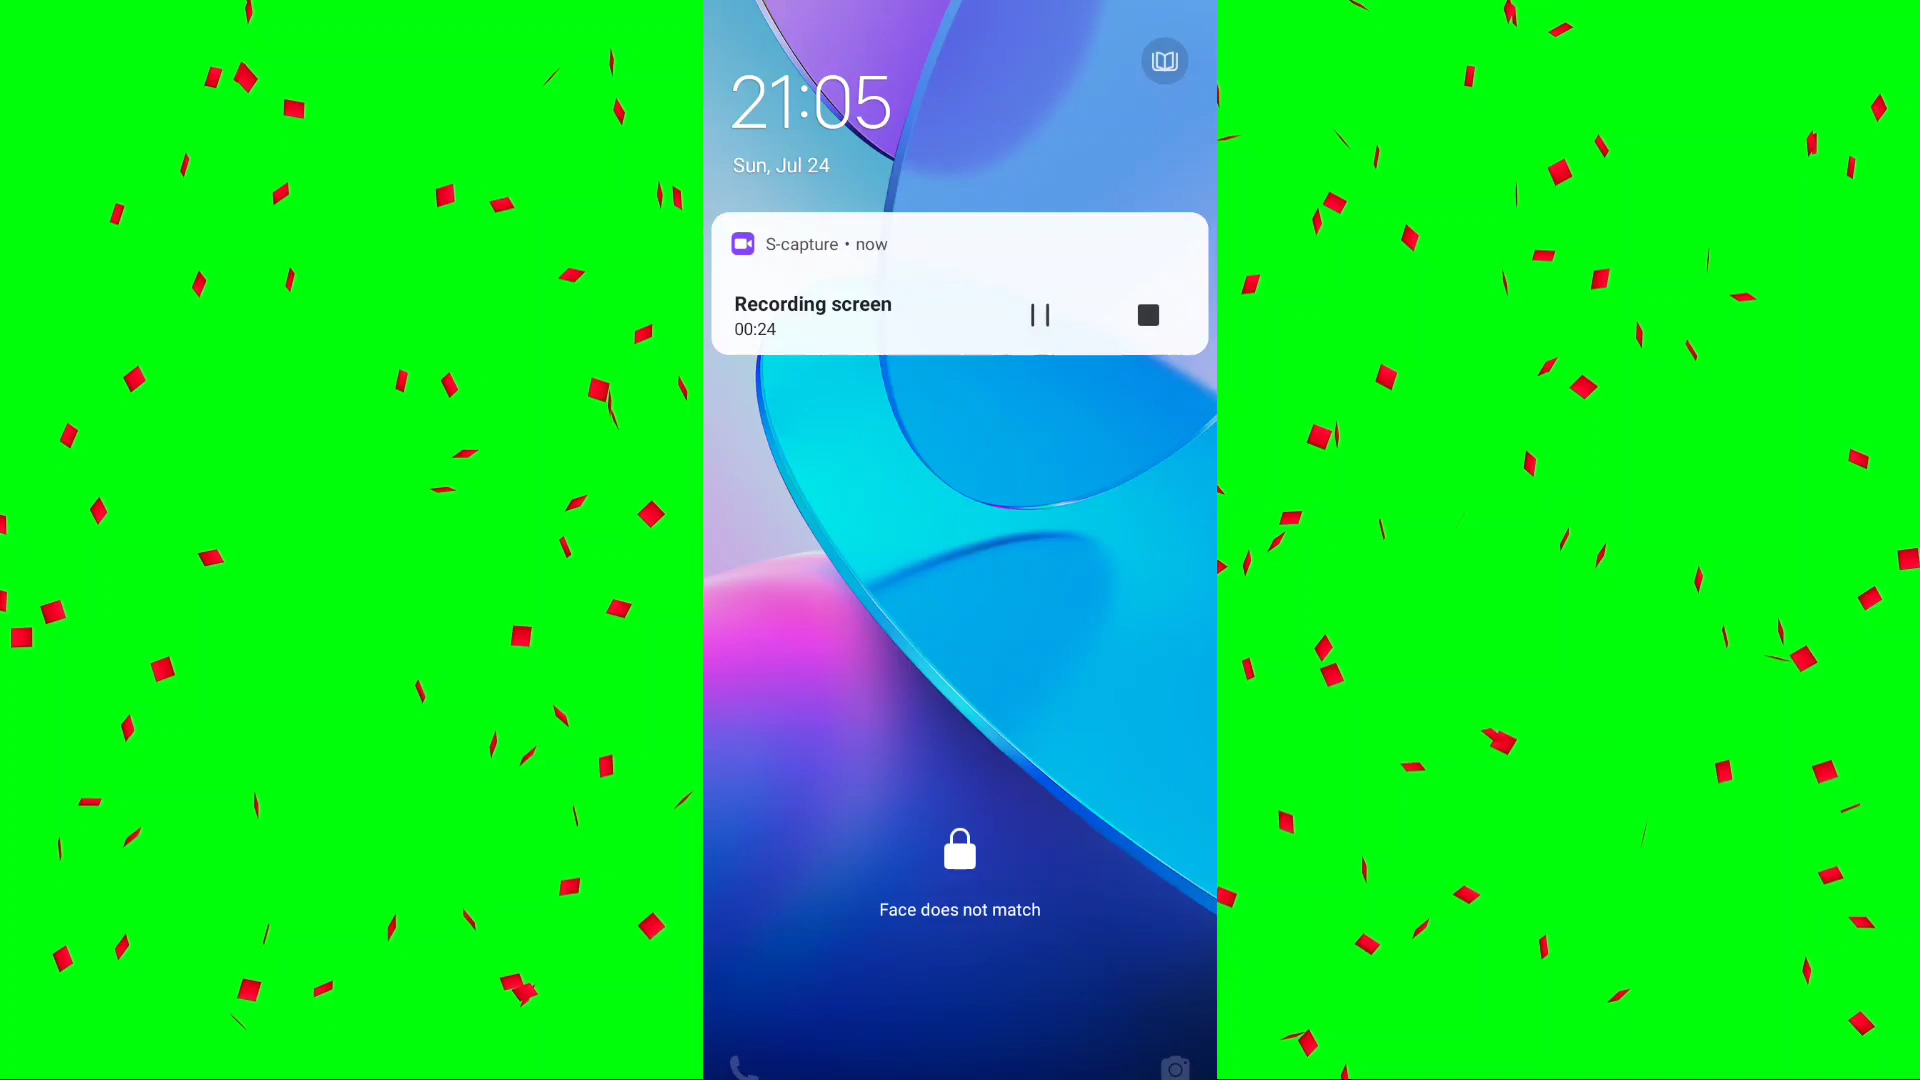 21:05
Sun, Jul 24
S-capture • now
Recording screen
00:24
Face does not match